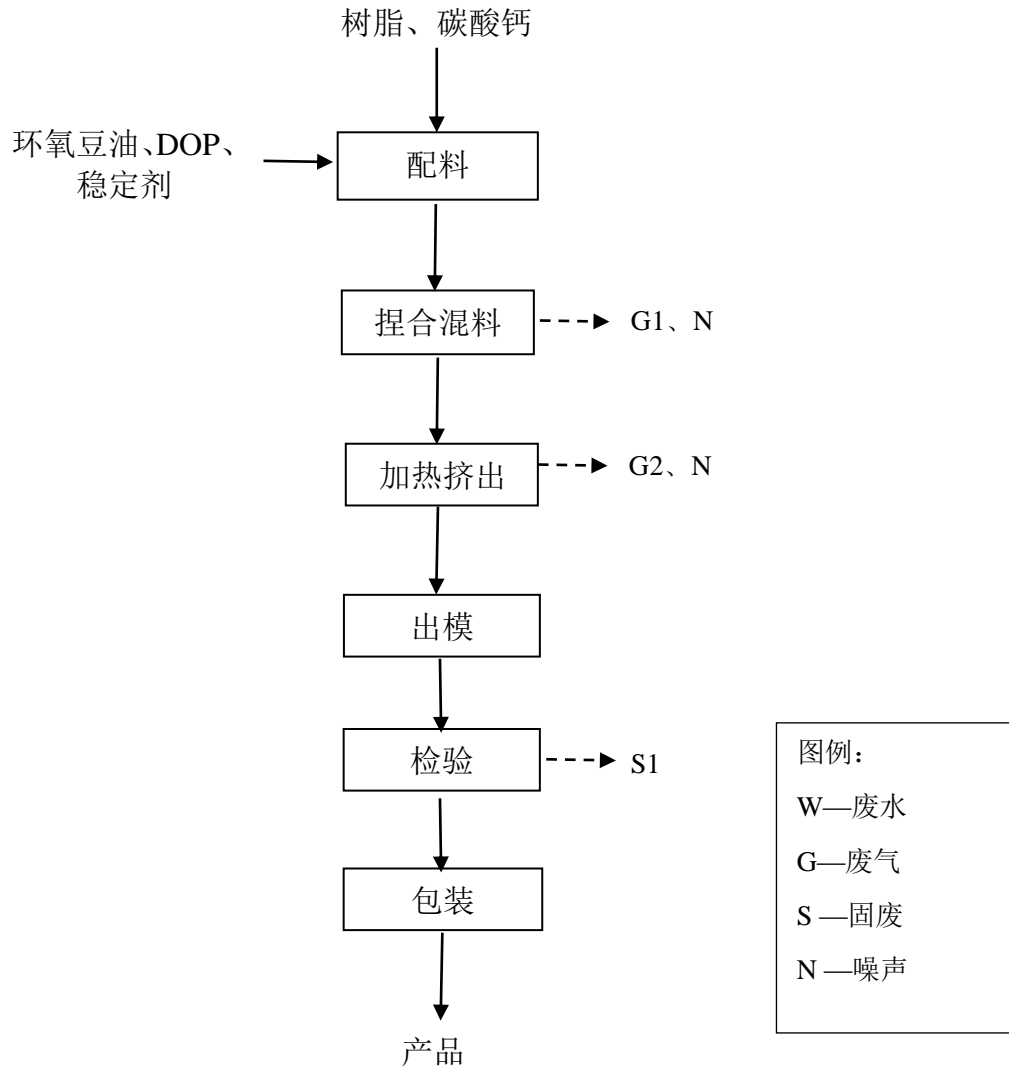 树脂、碳酸钙
环氧豆油、DOP、
稳定剂
配料
捏合混料
G1、N
加热挤出
G2、N
出模
检验
S1
包装
产品
图例：
W—废水
G—废气
S —固废
N —噪声